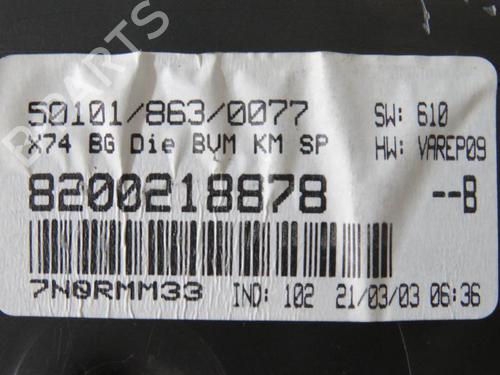 B-PARTS
50101/863/0077 SW: 610
X74 BG Die BVM KM SP HW: VAREP09
8200218878 --B
7N0RMM33 IND: 102 21/03/03 06:36